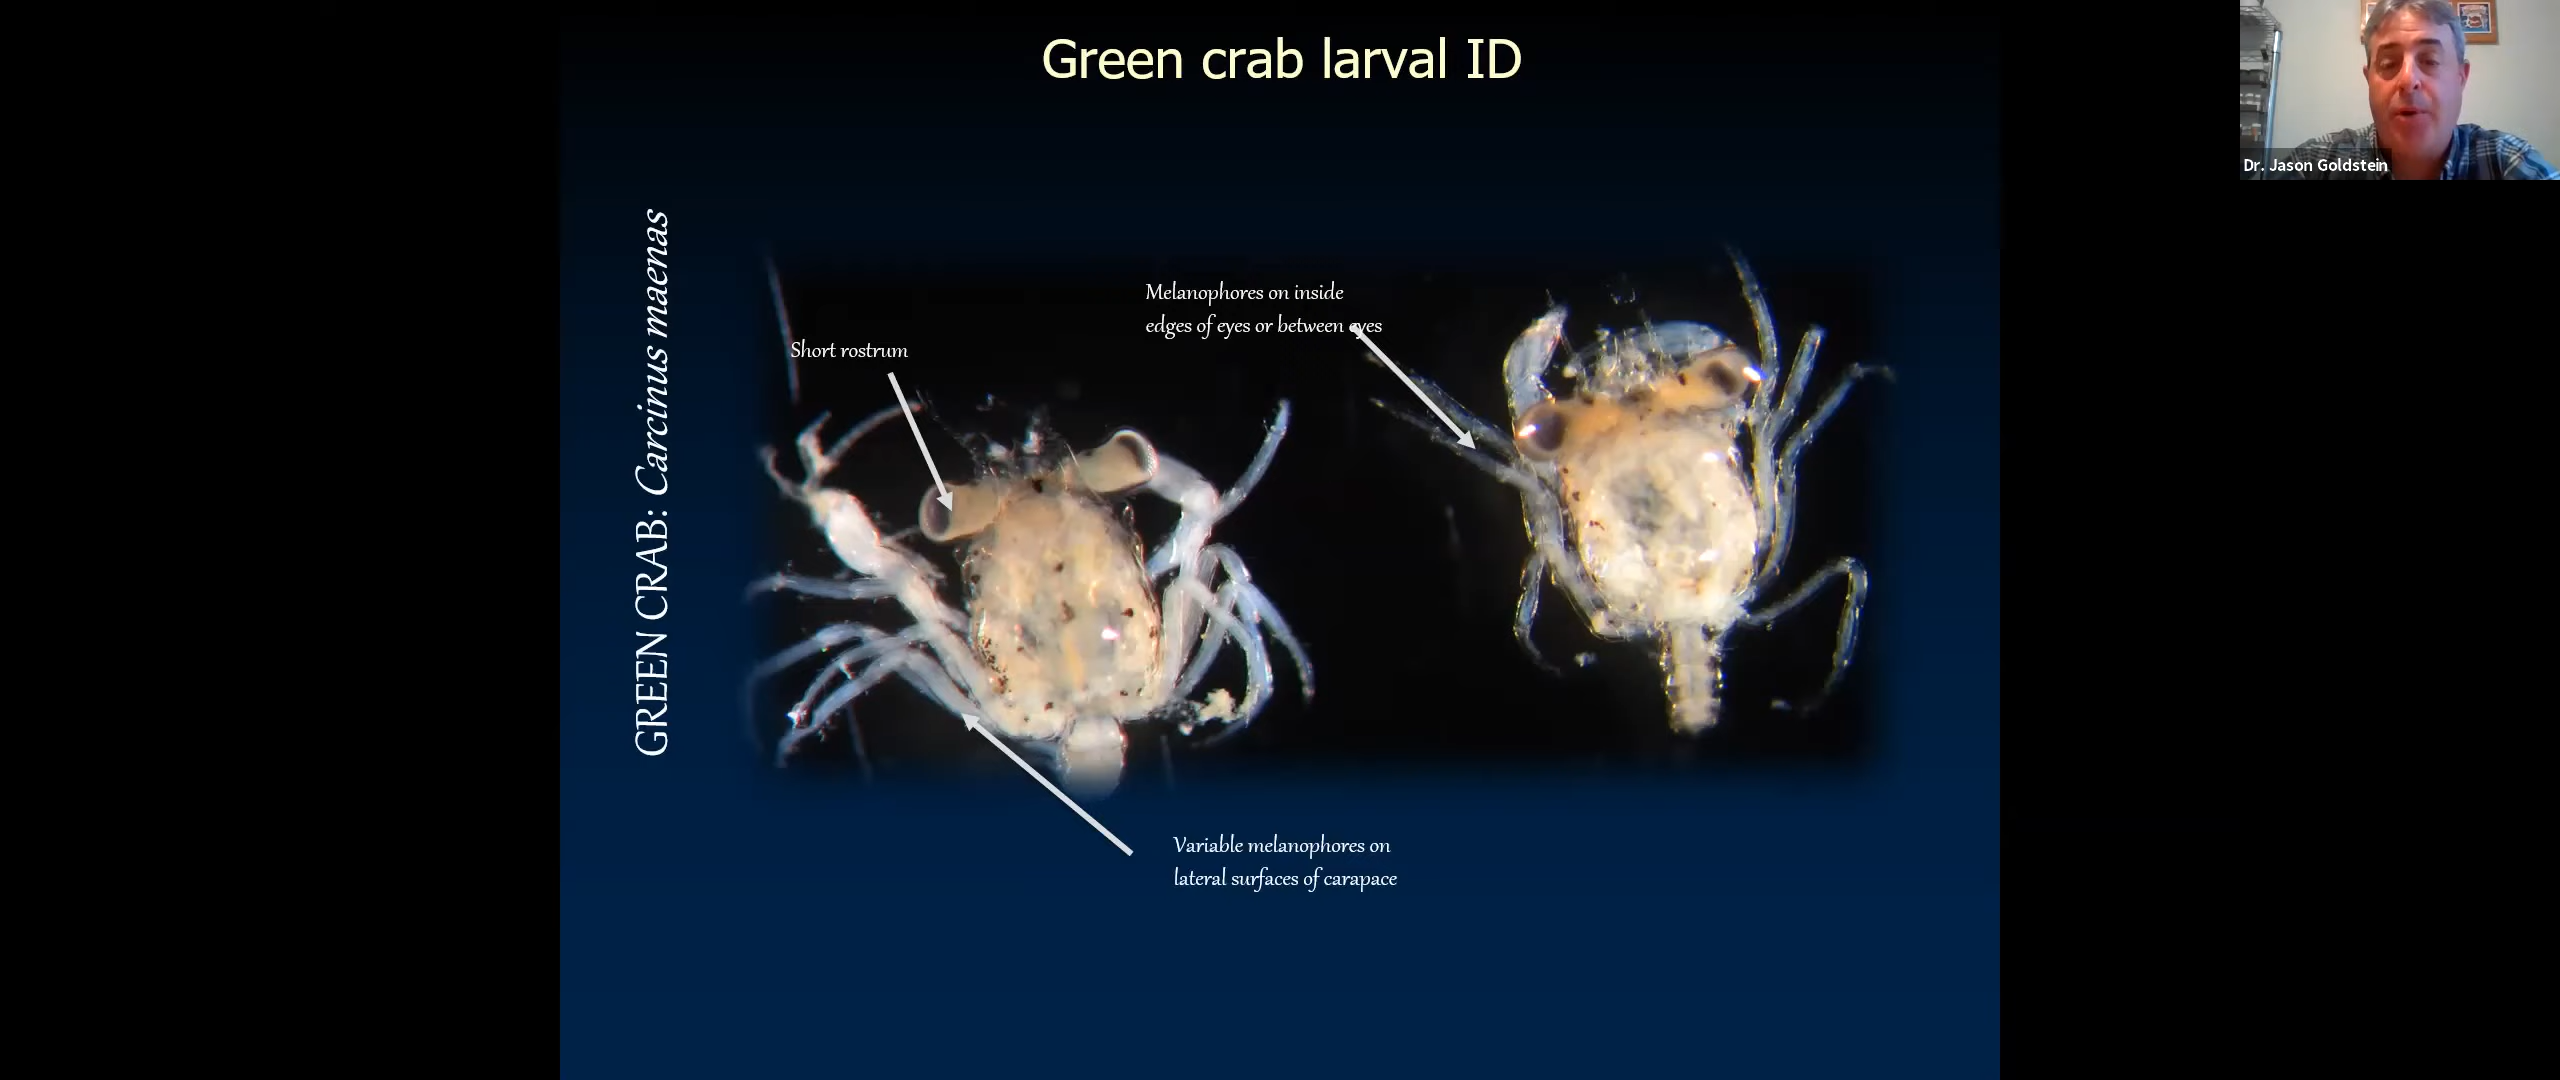 Green crab larval ID
Dr. Jason Goldstein
GREEN CRAB: Carcinus maenas
Melanophores on inside
edges of eyes or between eyes
Short rostrum
Variable melanophores on
lateral surfaces of carapace